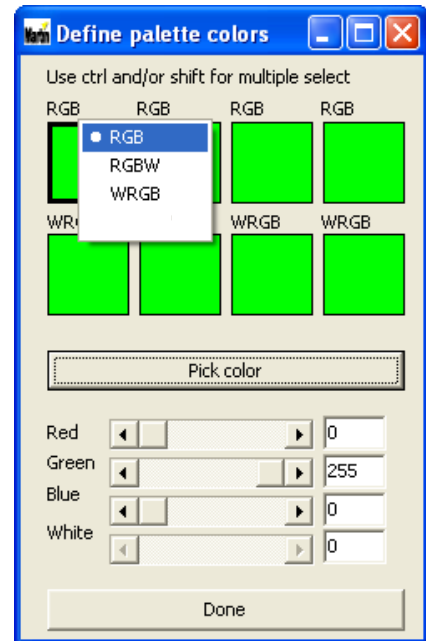 Martin Define palette colors
Use ctrl and/or shift for multiple select
RGB RGB RGB RGB
RGB
RGBW
WRGB
WRGB WRGB
Pick color
Red 0
Green 255
Blue 0
White 0
Done